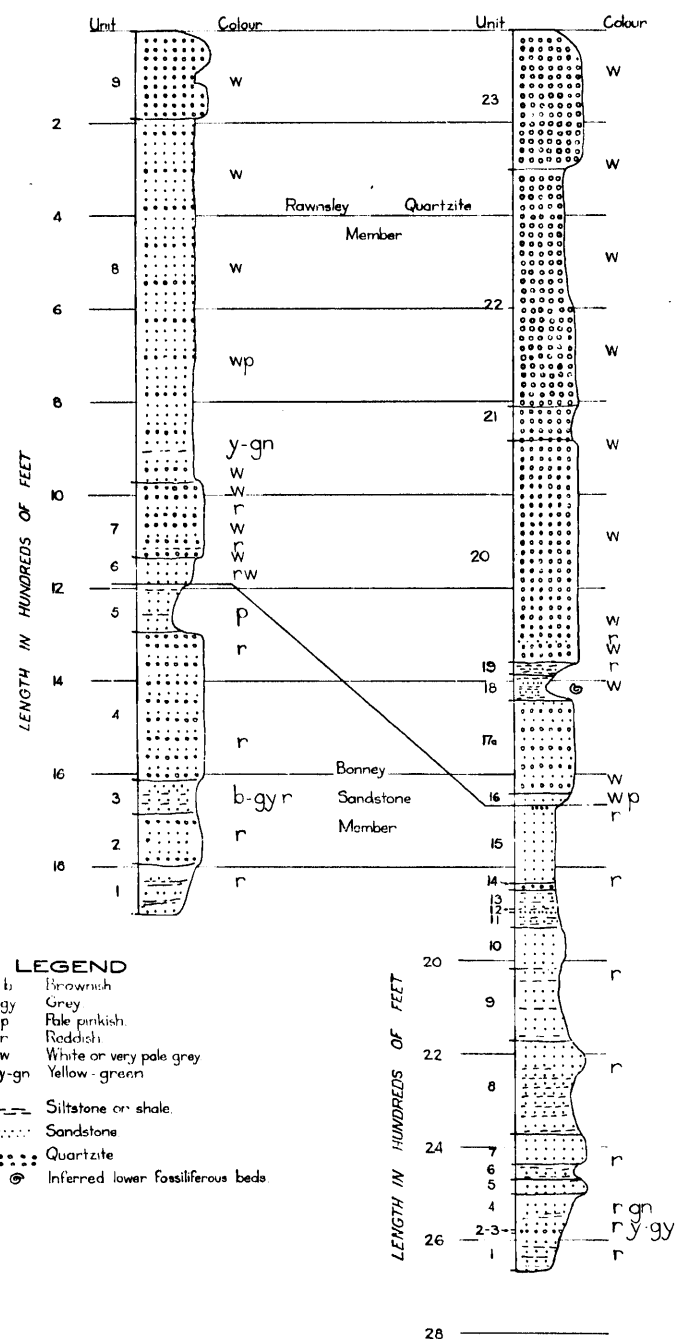 Unit Colour Unit Colour
9 w 23 w
2
w w
4 Rawnsley Quartzite
Member
8 w w
6 22
wp w
8
21
y-gn w
w
10 w
r
7 w w
r
6 w 20
rw
12
5 p w
r r
w
19 r
14 18 w
4 r 17a
16 Bonney w
3 b-gy r Sandstone 16 w p
Member r
2 r 15
18
1 r 14 r
13
12
11
10
20 r
9
22 r
8
24 7 r
6
5
4 r gn
2-3 r y-gy
26 1 r
28
LENGTH IN HUNDREDS OF FEET
LENGTH IN HUNDREDS OF FEET
LEGEND
b Brownish
gy Grey
p Pale pinkish.
r Reddish
w White or very pale grey
y-gn Yellow-green
Siltstone or shale.
Sandstone
Quartzite
Inferred lower fossiliferous beds.